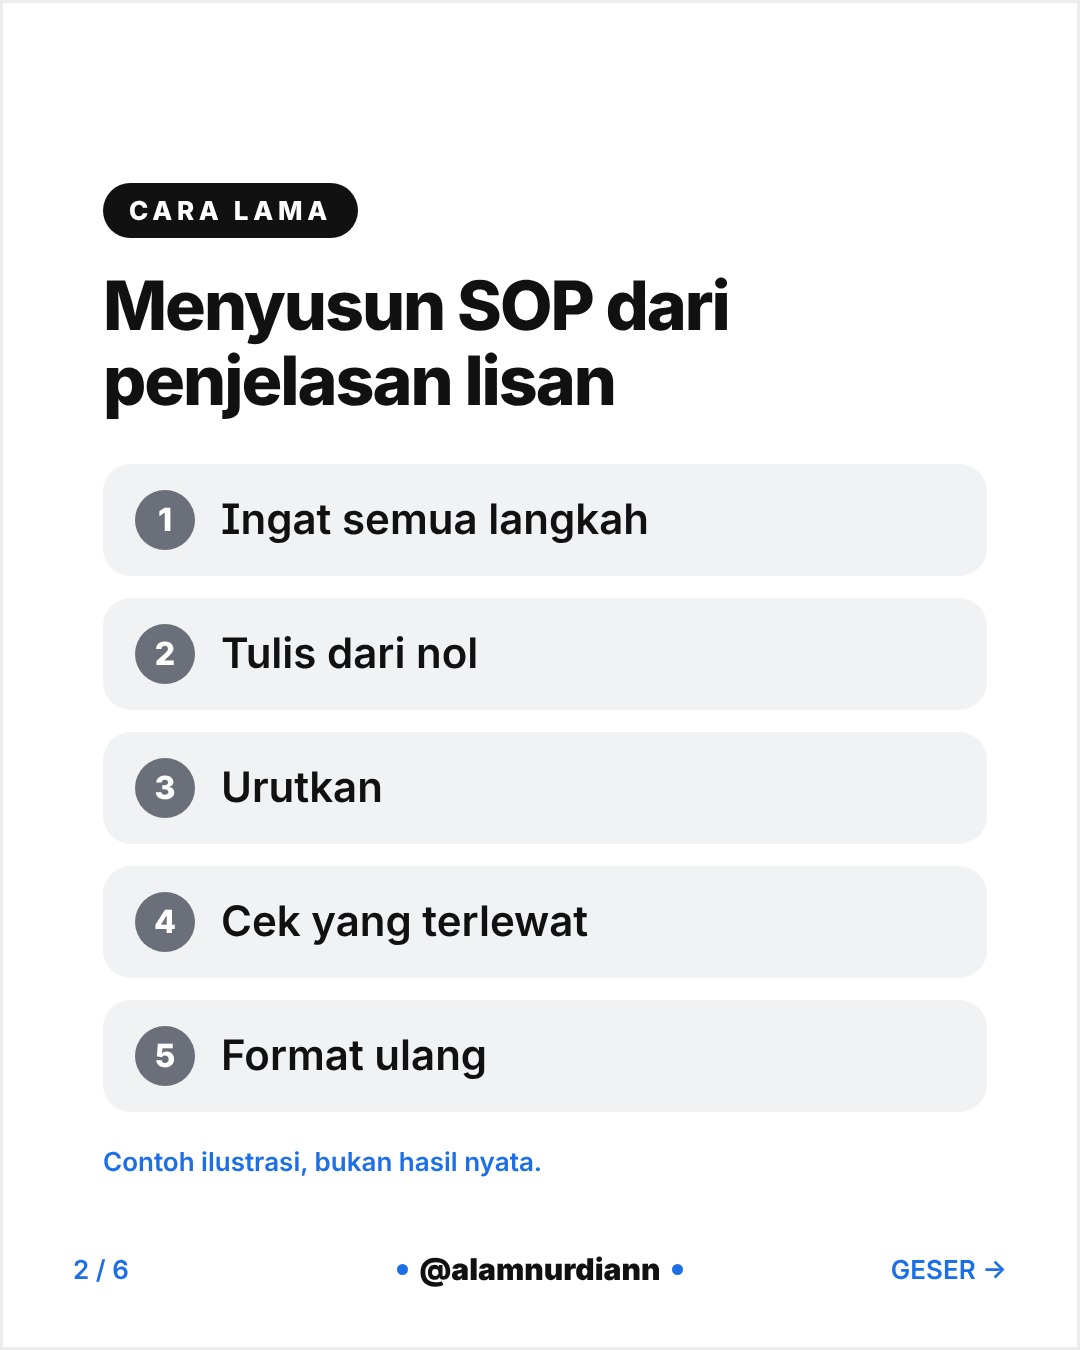 CARA LAMA
Menyusun SOP dari
penjelasan lisan
1 Ingat semua langkah
2 Tulis dari nol
3 Urutkan
4 Cek yang terlewat
5 Format ulang
Contoh ilustrasi, bukan hasil nyata.
2 / 6 • @alamnurdiann • GESER →